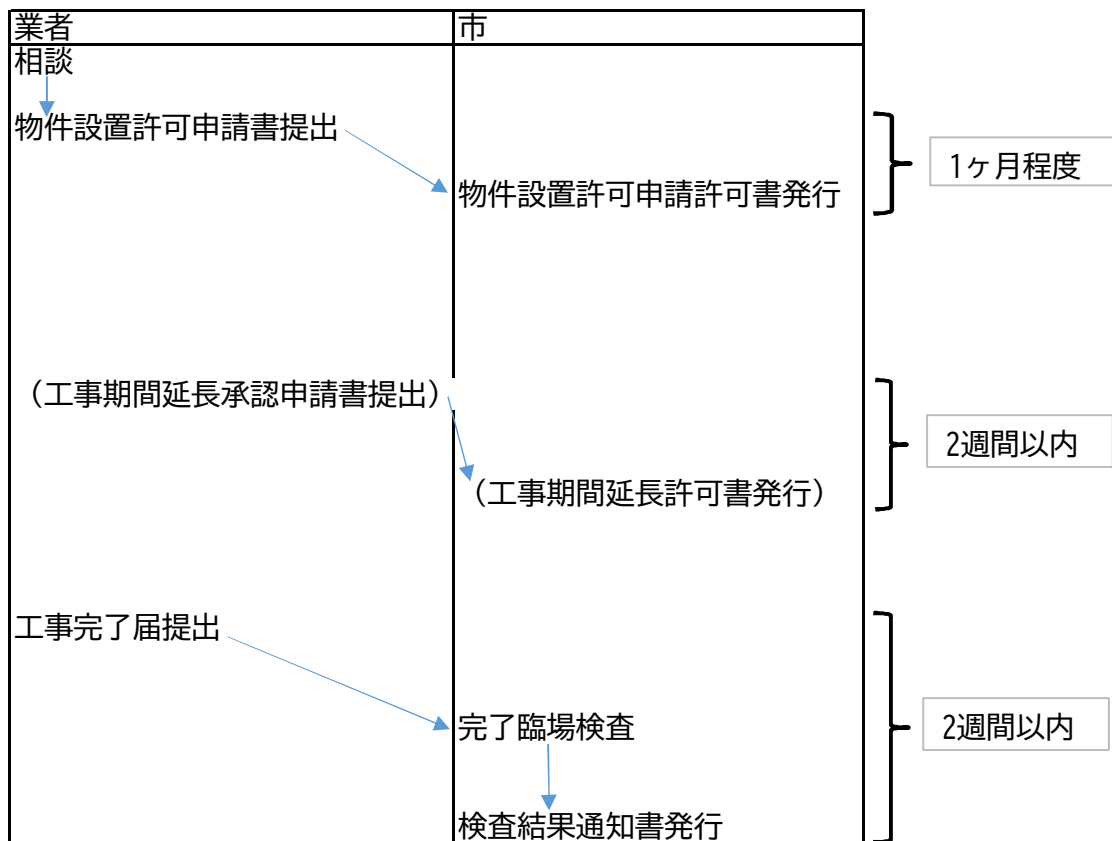 業者
市
相談
物件設置許可申請書提出
1ヶ月程度
物件設置許可申請許可書発行
（工事期間延長承認申請書提出）
2週間以内
（工事期間延長許可書発行）
工事完了届提出
完了臨場検査
2週間以内
検査結果通知書発行